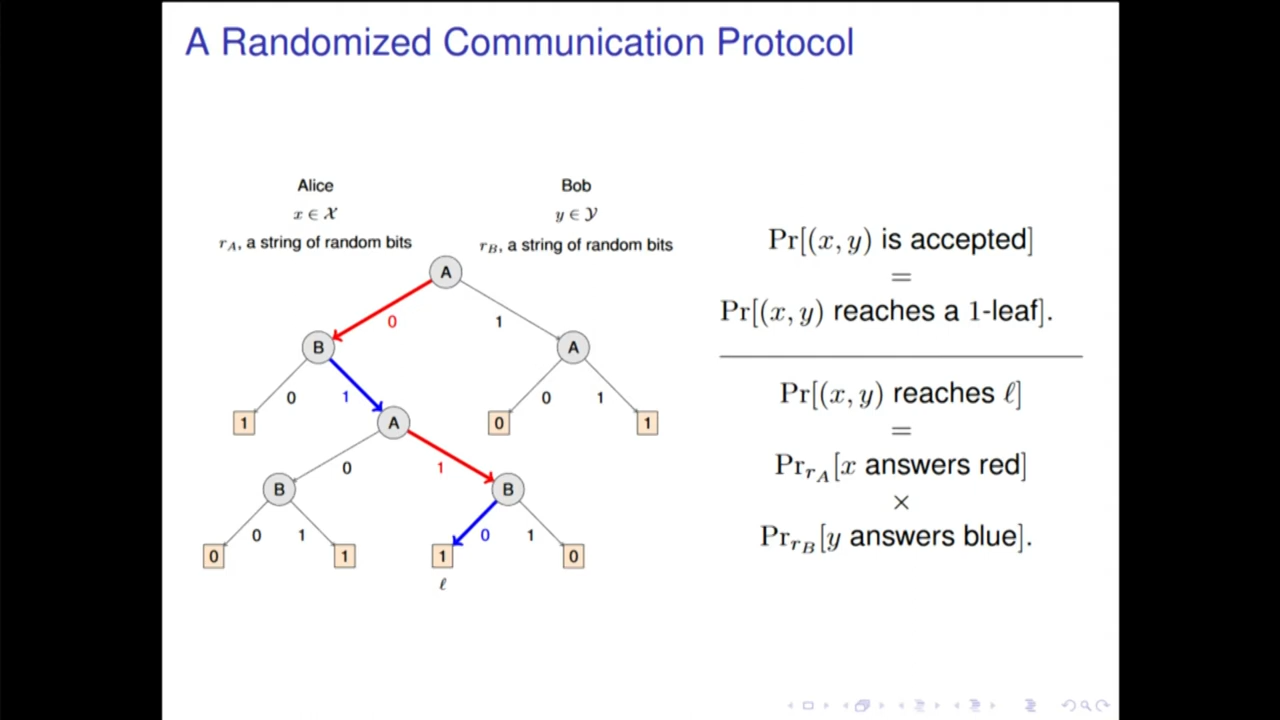 A Randomized Communication Protocol
Alice
x ∈ 𝒳
r_A, a string of random bits
Bob
y ∈ 𝒴
r_B, a string of random bits
A
0
1
B
A
0
1
0
1
1
A
0
1
0
1
B
B
0
1
0
1
0
1
1
0
ℓ
Pr[(x, y) is accepted]
=
Pr[(x, y) reaches a 1-leaf].
Pr[(x, y) reaches ℓ]
=
Pr_{r_A}[x answers red]
×
Pr_{r_B}[y answers blue].